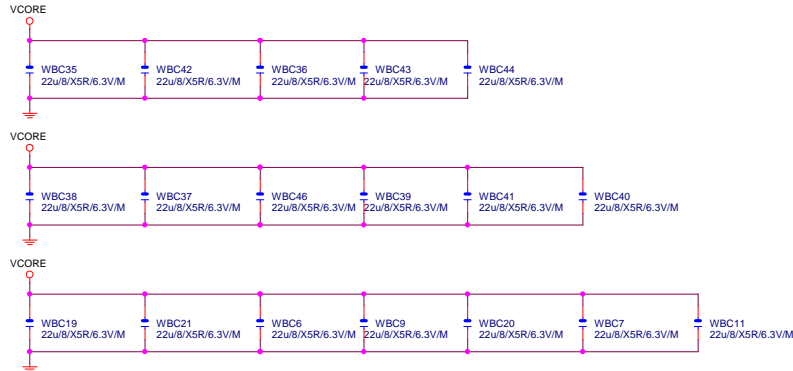 VCORE
WBC35 WBC42 WBC36 WBC43 WBC44
22u/8/X5R/6.3V/M 22u/8/X5R/6.3V/M 22u/8/X5R/6.3V/M 22u/8/X5R/6.3V/M 22u/8/X5R/6.3V/M
VCORE
WBC38 WBC37 WBC46 WBC39 WBC41 WBC40
22u/8/X5R/6.3V/M 22u/8/X5R/6.3V/M 22u/8/X5R/6.3V/M 22u/8/X5R/6.3V/M 22u/8/X5R/6.3V/M 22u/8/X5R/6.3V/M
VCORE
WBC19 WBC21 WBC6 WBC9 WBC20 WBC7 WBC11
22u/8/X5R/6.3V/M 22u/8/X5R/6.3V/M 22u/8/X5R/6.3V/M 22u/8/X5R/6.3V/M 22u/8/X5R/6.3V/M 22u/8/X5R/6.3V/M 22u/8/X5R/6.3V/M